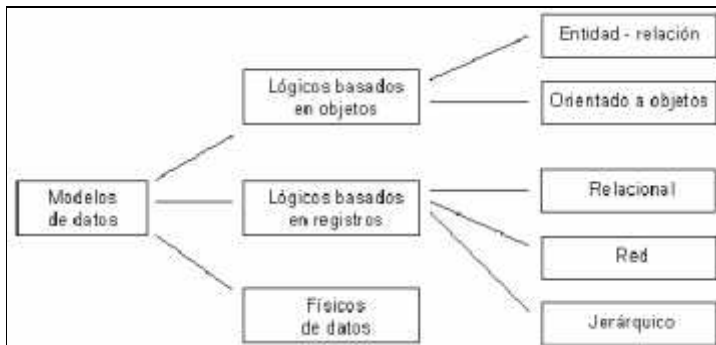 Entidad - relación
Lógicos basados
en objetos
Orientado a objetos
Modelos
de datos
Lógicos basados
en registros
Relacional
Red
Físicos
de datos
Jerárquico